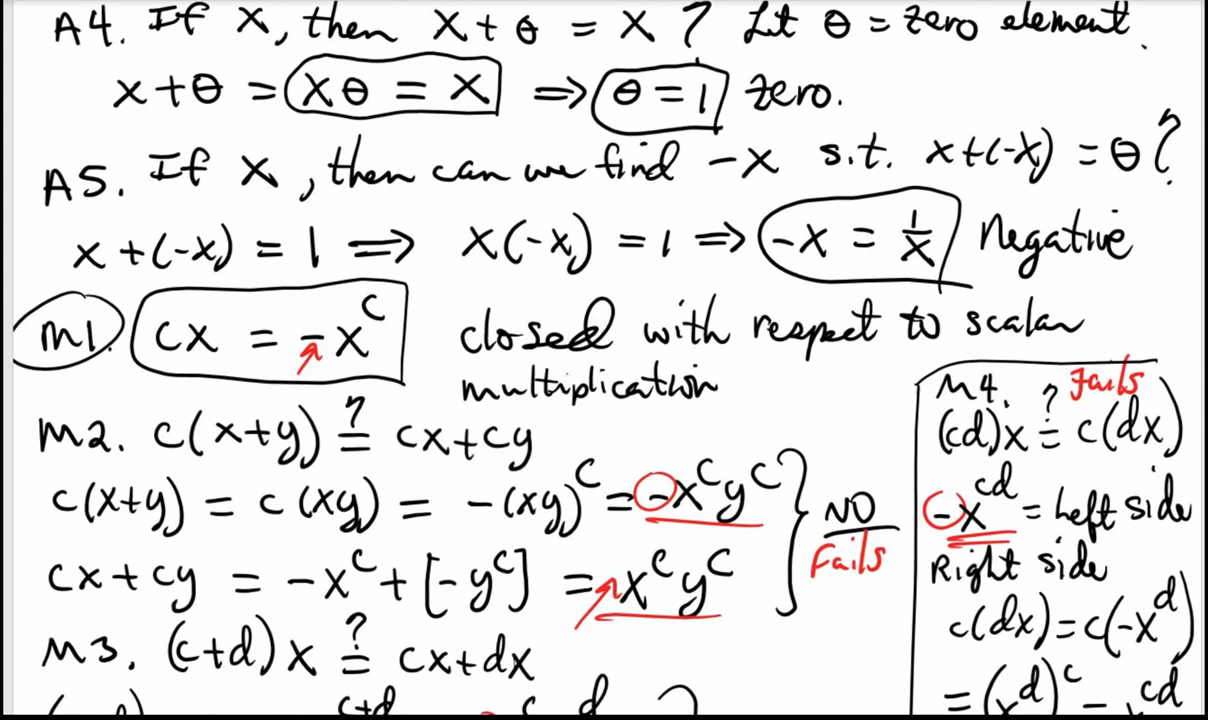 A4. If x, then x + θ = x ? Let θ = zero element.
x + θ = xθ = x ⟹ θ = 1 zero.
A5. If x, then can we find -x s.t. x+(-x) = θ ?
x + (-x) = 1 ⟹ x(-x) = 1 ⟹ -x = 1/x Negative
M1. cx = -x^c closed with respect to scalar
multiplication
M2. c(x+y) ≟ cx+cy
c(x+y) = c(xy) = -(xy)^c = -x^c y^c
NO
Fails
cx + cy = -x^c + [-y^c] = x^c y^c
M3. (c+d)x ≟ cx+dx
c+d c d
M4. Fails
(cd)x ≟ c(dx)
-x^cd = Left side
Right side
c(dx) = c(-x^d)